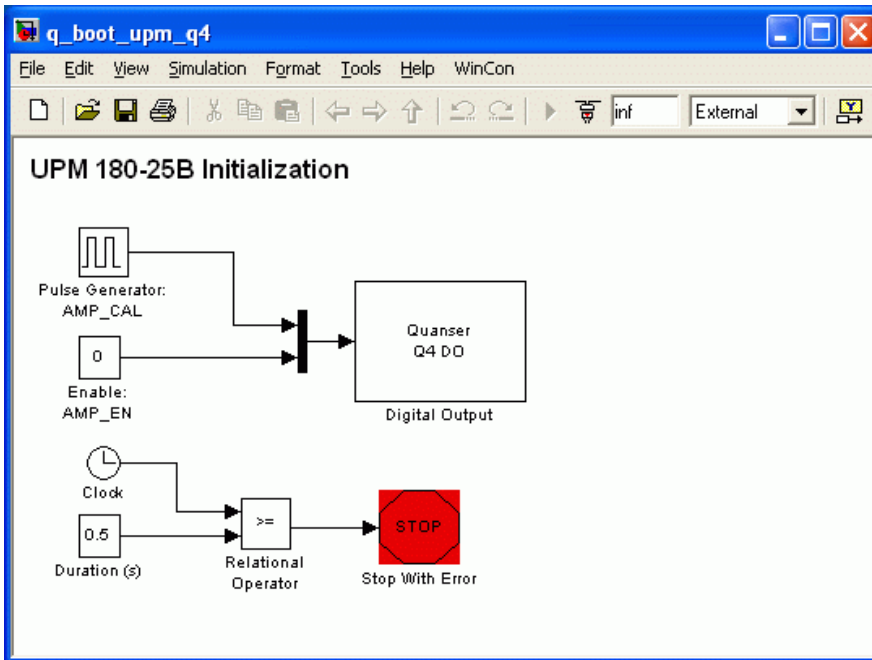 q_boot_upm_q4
File Edit View Simulation Format Tools Help WinCon
inf External
UPM 180-25B Initialization
Pulse Generator:
AMP_CAL
0
Enable:
AMP_EN
Quanser
Q4 DO
Digital Output
Clock
0.5
Duration (s)
>=
Relational
Operator
STOP
Stop With Error